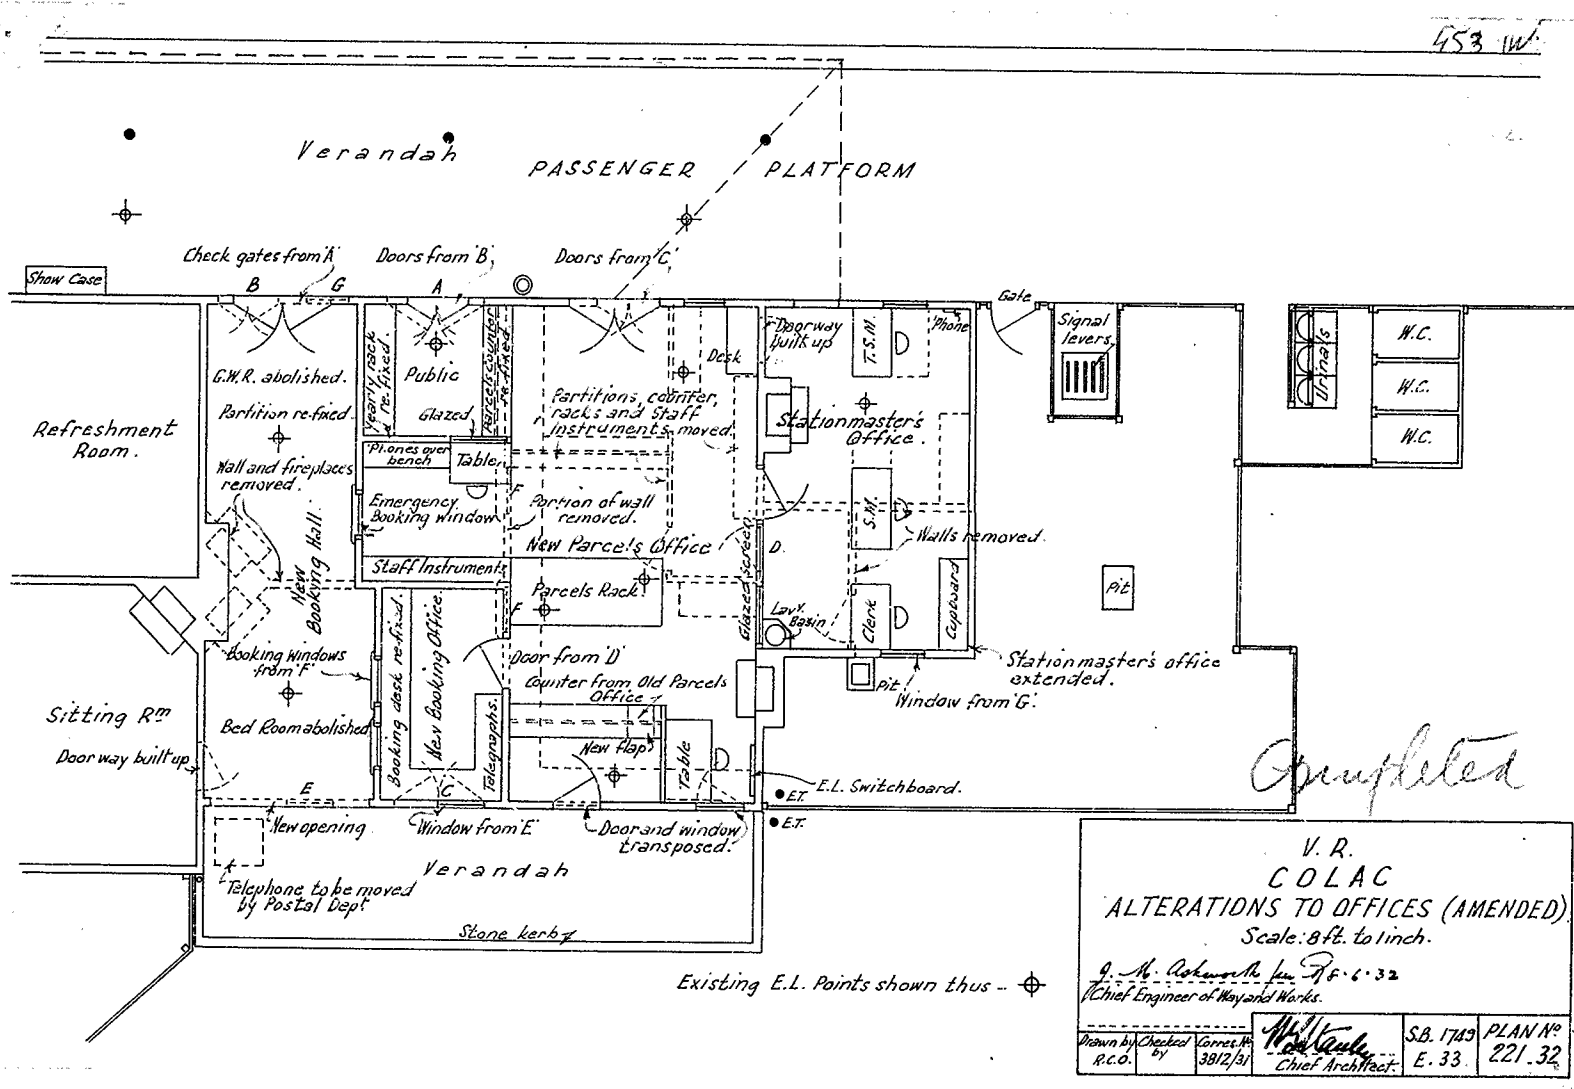 453 W
Verandah
PASSENGER PLATFORM
Check gates from 'A'
Doors from 'B'
Doors from 'C'
Show Case
B
G
A
Gate
Refreshment
Room.
G.W.R. abolished.
Partition re-fixed.
Wall and fireplaces
removed.
New
Booking Hall.
Yearly rack
re-fixed.
Public
Glazed
Parcels counter
re-fixed
Phones over
bench
Table
Emergency
Booking Window
Staff Instruments
F
Portion of wall
removed.
Partitions, counter,
racks and Staff
instruments moved.
Desk
New Parcels Office
Parcels Rack.
F
Glazed screen
D.
Doorway
built up
T.S.M.
Phone
Stationmaster's
Office.
S.M.
Walls removed.
Lav.
Basin
Clerk
Cupboard
Signal
levers.
Urinals
W.C.
W.C.
W.C.
Pit
Stationmaster's office
extended.
Pit.
Window from 'G'.
Booking Windows
from 'F'
Sitting Rm
Doorway built up
Bed Room abolished
E
New opening
Booking desk re-fixed.
New Booking Office.
Telegraphs.
C
Window from 'E'
Door from 'D'
Counter from Old Parcels
Office
New flap
Table
Door and window
transposed.
E.L. Switchboard.
E.T.
E.T.
Verandah
Telephone to be moved
by Postal Dept
Stone kerb
Completed
Existing E.L. Points shown thus -
V. R.
COLAC
ALTERATIONS TO OFFICES (AMENDED)
Scale: 8 ft. to 1 inch.
J. M. Ashworth 8.6.32
Chief Engineer of Way and Works.
Drawn by
R.C.O.
Checked
by
Corres. No
3812/31
Chief Architect.
S.B. 1749
E. 33.
PLAN No
221.32